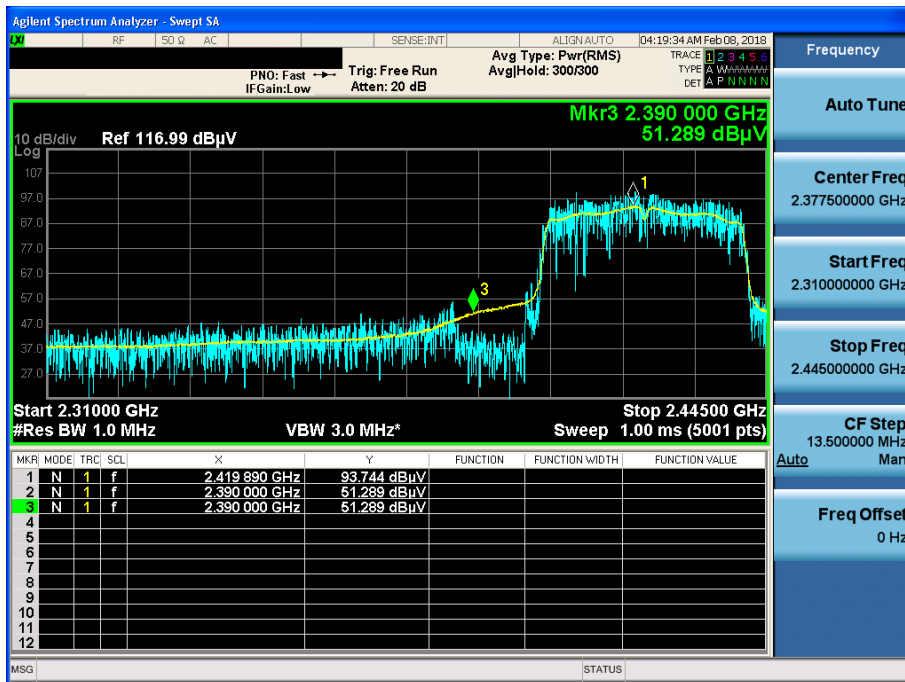 Agilent Spectrum Analyzer - Swept SA
LXI RF 50 Ω AC SENSE:INT ALIGN AUTO 04:19:34 AM Feb 08, 2018
PNO: Fast Trig: Free Run Avg Type: Pwr(RMS) TRACE 1 2 3 4 5 6
IFGain:Low Atten: 20 dB Avg|Hold: 300/300 TYPE A WWWWW
DET A P N N N N
Mkr3 2.390 000 GHz
51.289 dBµV
10 dB/div Ref 116.99 dBµV
Log
107
97.0
87.0
77.0
67.0
57.0
47.0
37.0
27.0
1
3
Start 2.31000 GHz Stop 2.44500 GHz
#Res BW 1.0 MHz VBW 3.0 MHz* Sweep 1.00 ms (5001 pts)
MKR MODE TRC SCL X Y FUNCTION FUNCTION WIDTH FUNCTION VALUE
1 N 1 f 2.419 890 GHz 93.744 dBµV
2 N 1 f 2.390 000 GHz 51.289 dBµV
3 N 1 f 2.390 000 GHz 51.289 dBµV
4
5
6
7
8
9
10
11
12
MSG STATUS
Frequency
Auto Tune
Center Freq
2.377500000 GHz
Start Freq
2.310000000 GHz
Stop Freq
2.445000000 GHz
CF Step
13.500000 MHz
Auto Man
Freq Offset
0 Hz